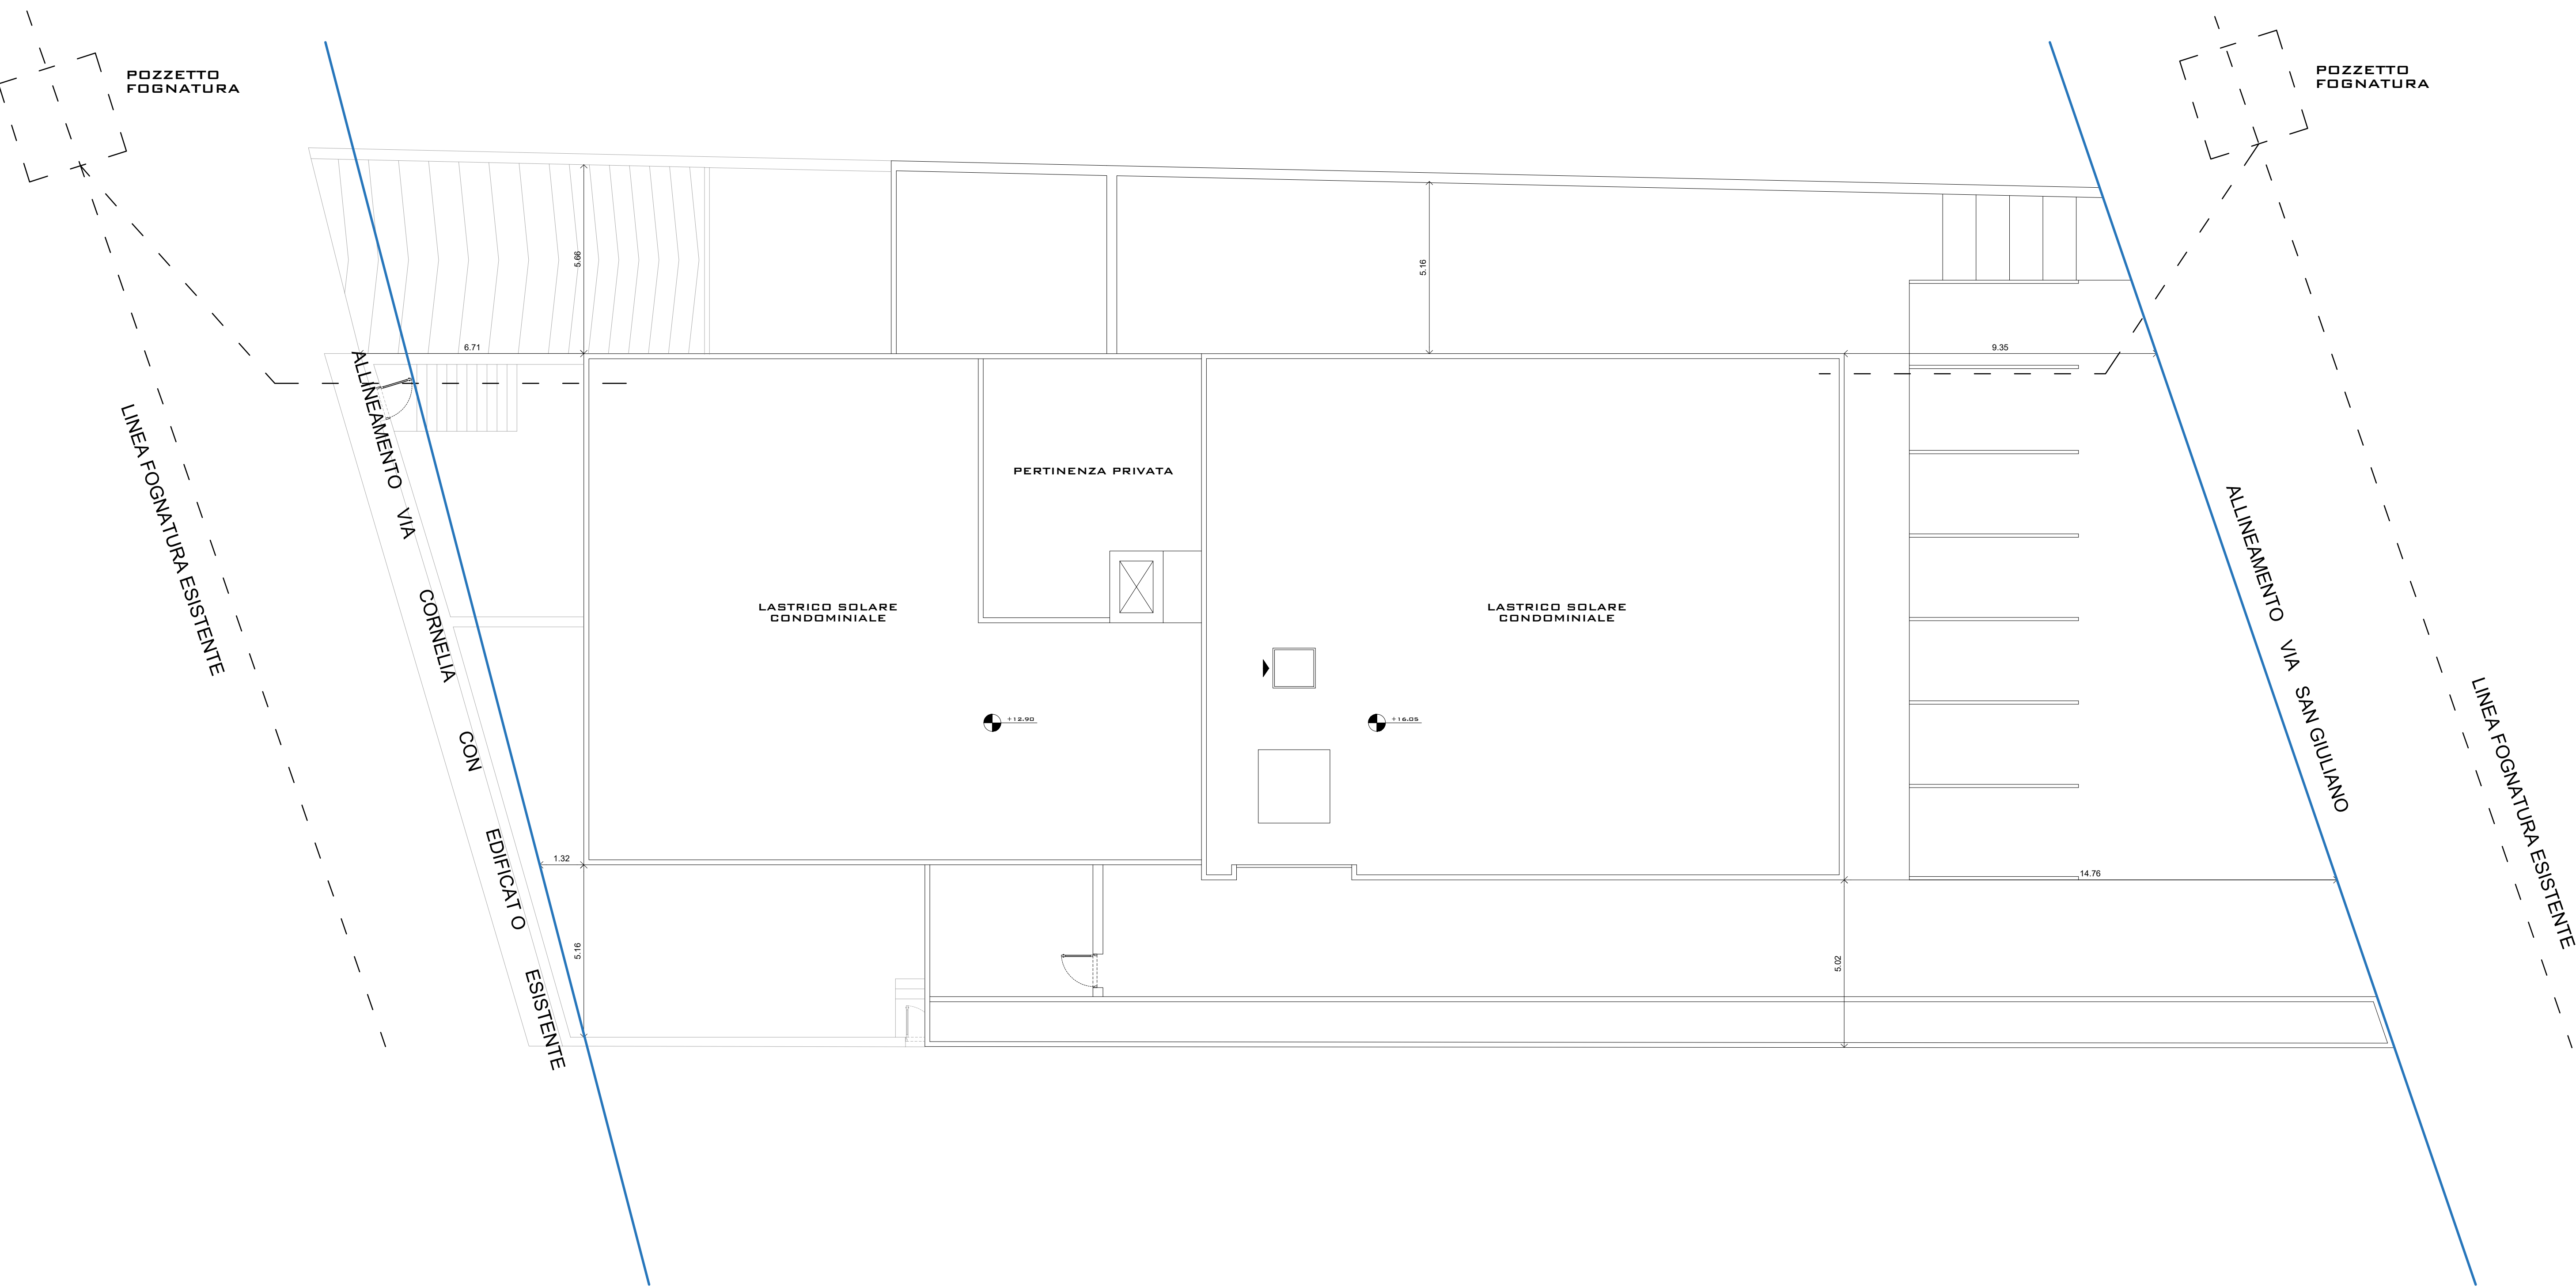 POZZETTO
FOGNATURA
POZZETTO
FOGNATURA
5.66
5.16
6.71
9.35
LINEA FOGNATURA ESISTENTE
ALLINEAMENTO VIA CORNELIA CON EDIFICATO ESISTENTE
PERTINENZA PRIVATA
LASTRICO SOLARE
CONDOMINIALE
LASTRICO SOLARE
CONDOMINIALE
ALLINEAMENTO VIA SAN GIULIANO
LINEA FOGNATURA ESISTENTE
+12.90
+16.05
1.32
14.76
5.16
5.02